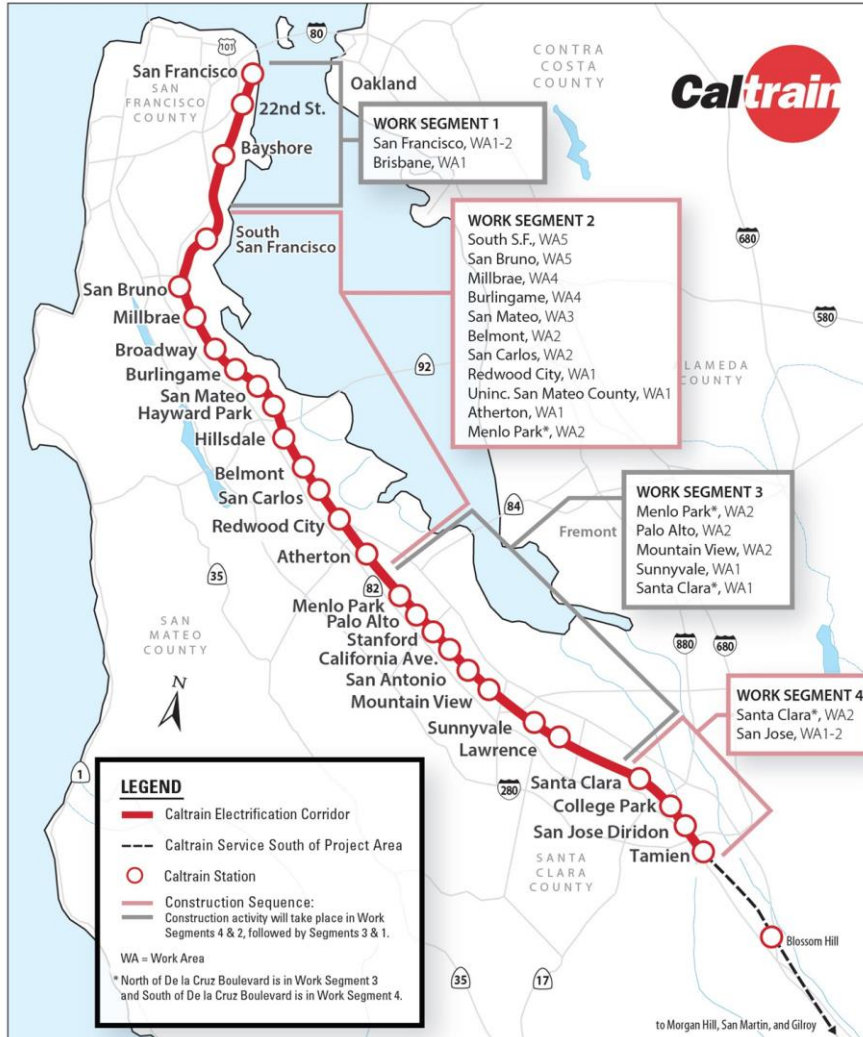 Caltrain
San Francisco
22nd St.
Bayshore
South
San Francisco
San Bruno
Millbrae
Broadway
Burlingame
San Mateo
Hayward Park
Hillsdale
Belmont
San Carlos
Redwood City
Atherton
Menlo Park
Palo Alto
Stanford
California Ave.
San Antonio
Mountain View
Sunnyvale
Lawrence
Santa Clara
College Park
San Jose Diridon
Tamien
Blossom Hill
to Morgan Hill, San Martin, and Gilroy
SAN
FRANCISCO
COUNTY
CONTRA
COSTA
COUNTY
Oakland
ALAMEDA
COUNTY
Fremont
SAN
MATEO
COUNTY
SANTA
CLARA
COUNTY
101
80
680
580
92
84
35
82
880
680
280
1
35
17
N
WORK SEGMENT 1
San Francisco, WA1-2
Brisbane, WA1
WORK SEGMENT 2
South S.F., WA5
San Bruno, WA5
Millbrae, WA4
Burlingame, WA4
San Mateo, WA3
Belmont, WA2
San Carlos, WA2
Redwood City, WA1
Uninc. San Mateo County, WA1
Atherton, WA1
Menlo Park*, WA2
WORK SEGMENT 3
Menlo Park*, WA2
Palo Alto, WA2
Mountain View, WA2
Sunnyvale, WA1
Santa Clara*, WA1
WORK SEGMENT 4
Santa Clara*, WA2
San Jose, WA1-2
LEGEND
Caltrain Electrification Corridor
Caltrain Service South of Project Area
Caltrain Station
Construction Sequence:
Construction activity will take place in Work
Segments 4 & 2, followed by Segments 3 & 1.
WA = Work Area
* North of De la Cruz Boulevard is in Work Segment 3
and South of De la Cruz Boulevard is in Work Segment 4.